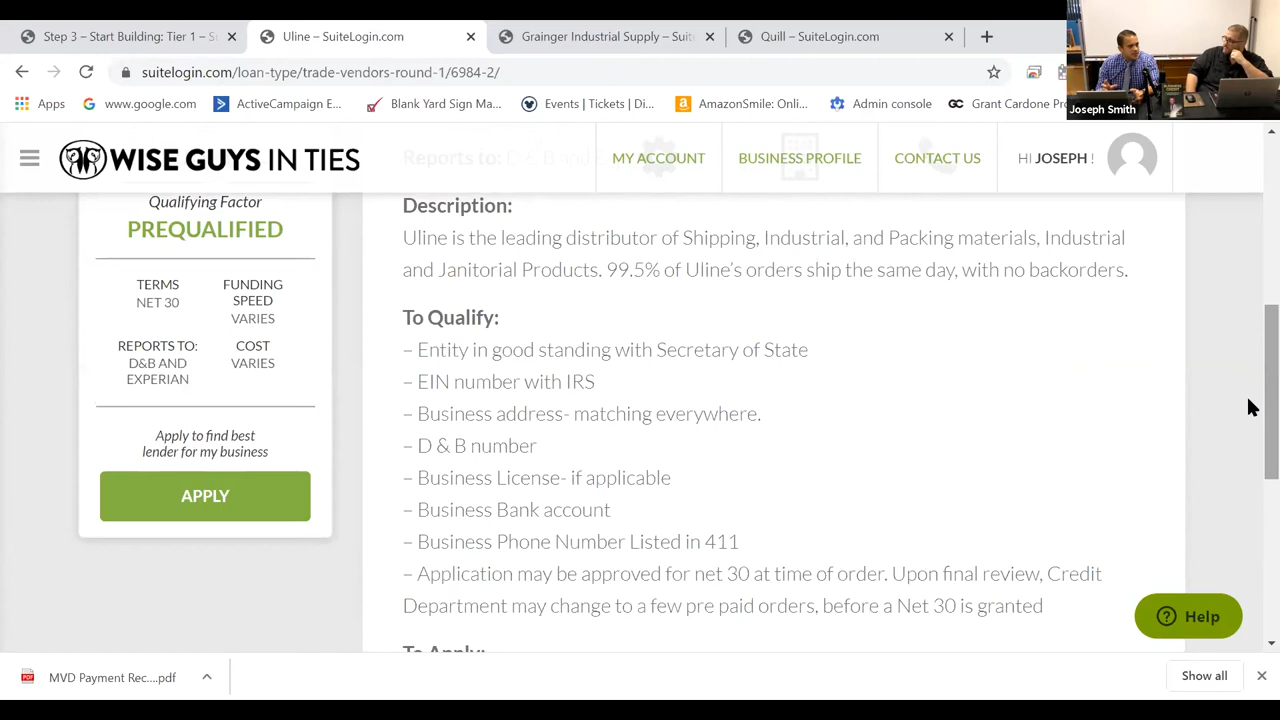 Step 3 – Start Building: Tier 1 – S
Uline – SuiteLogin.com
Grainger Industrial Supply – Suit
Quill – SuiteLogin.com
suitelogin.com/loan-type/trade-vendors-round-1/6984-2/
Apps
www.google.com
ActiveCampaign E...
Blank Yard Sign Ma...
Events | Tickets | Di...
AmazonSmile: Onli...
Admin console
Grant Cardone Pr
Joseph Smith
WISE GUYS IN TIES
MY ACCOUNT
BUSINESS PROFILE
CONTACT US
HI JOSEPH !
Reports to: D & B and
Qualifying Factor
PREQUALIFIED
TERMS
NET 30
FUNDING
SPEED
VARIES
REPORTS TO:
D&B AND
EXPERIAN
COST
VARIES
Apply to find best
lender for my business
APPLY
Description:
Uline is the leading distributor of Shipping, Industrial, and Packing materials, Industrial
and Janitorial Products. 99.5% of Uline's orders ship the same day, with no backorders.
To Qualify:
– Entity in good standing with Secretary of State
– EIN number with IRS
– Business address- matching everywhere.
– D & B number
– Business License- if applicable
– Business Bank account
– Business Phone Number Listed in 411
– Application may be approved for net 30 at time of order. Upon final review, Credit
Department may change to a few pre paid orders, before a Net 30 is granted
To Apply:
Help
MVD Payment Rec....pdf
Show all